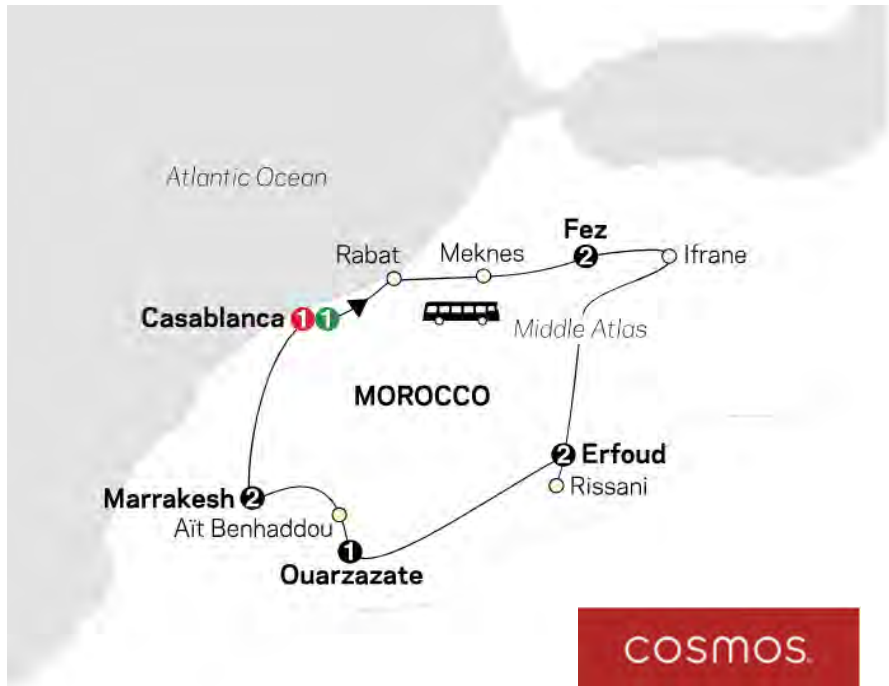 Atlantic Ocean
Fez
2
Rabat
Meknes
Ifrane
Casablanca 1 1
Middle Atlas
MOROCCO
2 Erfoud
Rissani
Marrakesh 2
Aït Benhaddou
1
Ouarzazate
cosmos.